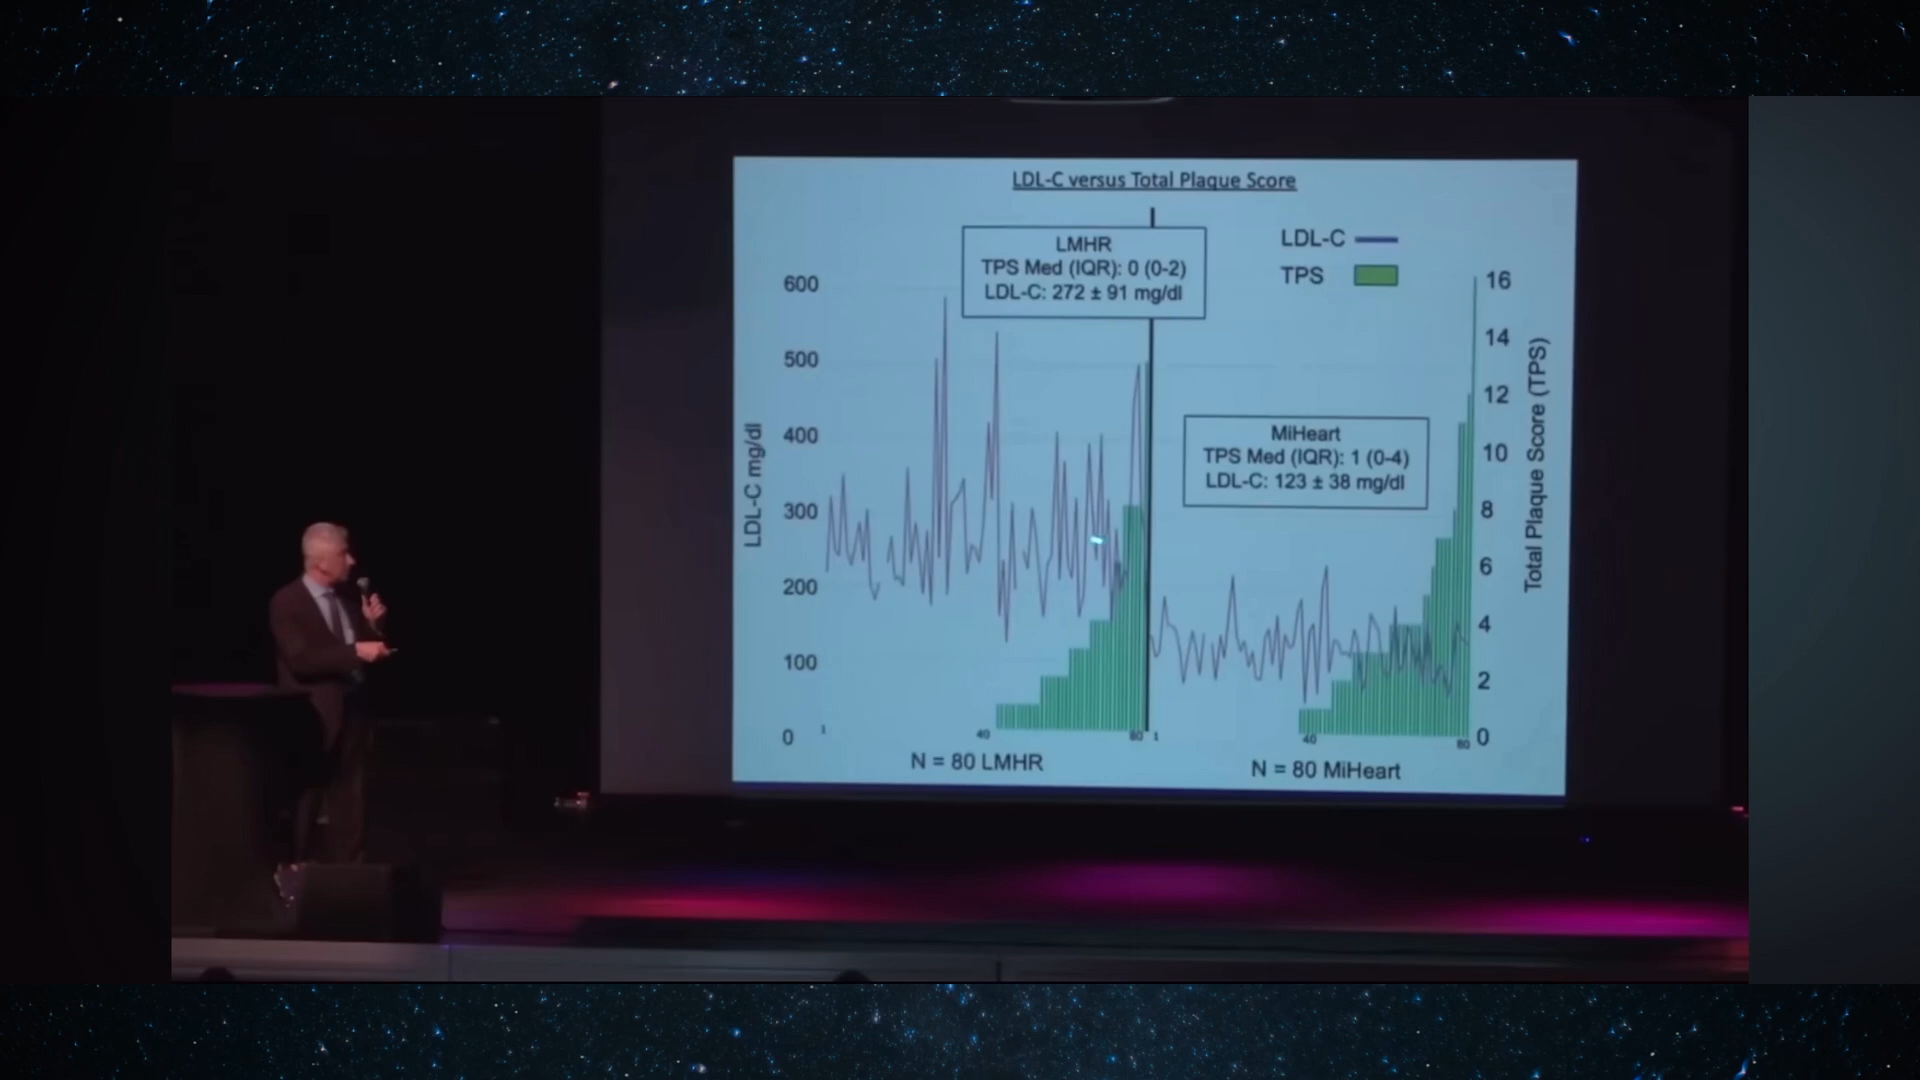 LDL-C versus Total Plaque Score
LMHR
TPS Med (IQR): 0 (0-2)
LDL-C: 272 ± 91 mg/dl
LDL-C
TPS
MiHeart
TPS Med (IQR): 1 (0-4)
LDL-C: 123 ± 38 mg/dl
LDL-C mg/dl
600
500
400
300
200
100
0
16
14
12
10
8
6
4
2
0
Total Plaque Score (TPS)
1
40
80
1
40
80
N = 80 LMHR
N = 80 MiHeart